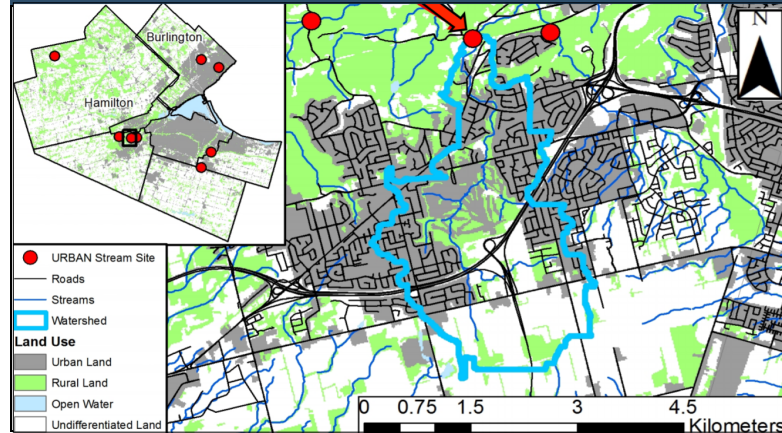 Burlington
Hamilton
N
URBAN Stream Site
Roads
Streams
Watershed
Land Use
Urban Land
Rural Land
Open Water
Undifferentiated Land
0 0.75 1.5 3 4.5
Kilometers